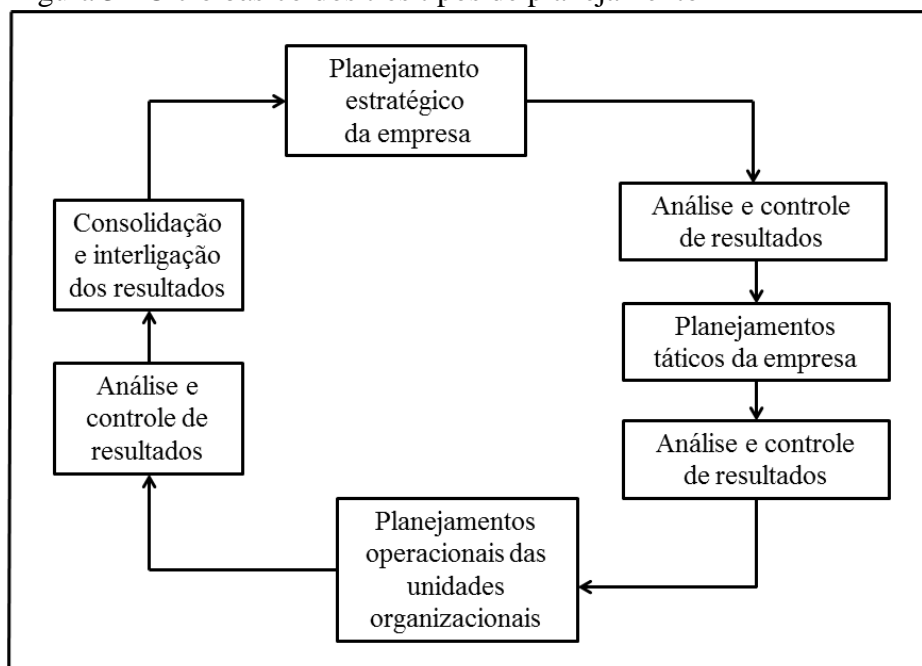 Planejamento
estratégico
da empresa
Análise e controle
de resultados
Planejamentos
táticos da empresa
Análise e controle
de resultados
Planejamentos
operacionais das
unidades
organizacionais
Análise e
controle de
resultados
Consolidação
e interligação
dos resultados